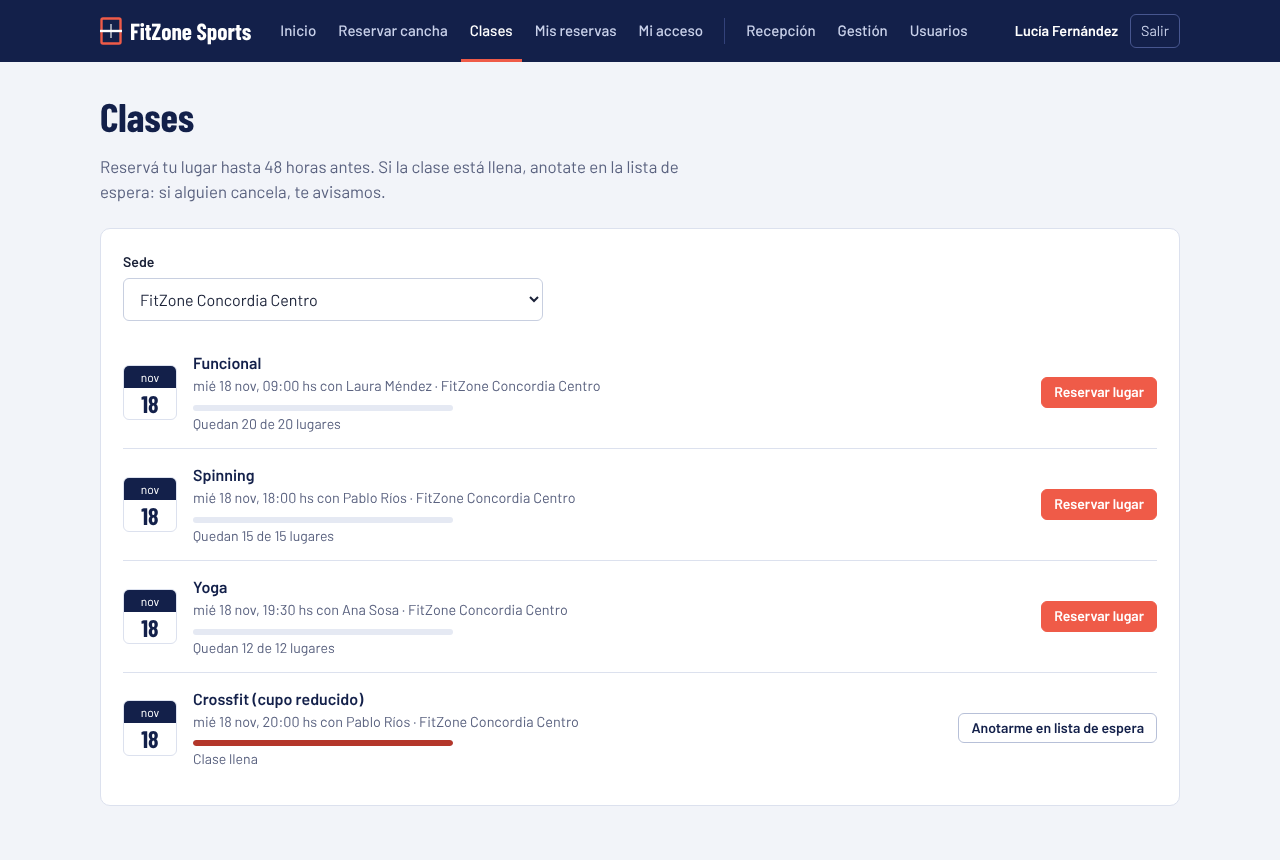 FitZone Sports
Inicio
Reservar cancha
Clases
Mis reservas
Mi acceso
Recepción
Gestión
Usuarios
Lucía Fernández
Salir
Clases
Reservá tu lugar hasta 48 horas antes. Si la clase está llena, anotate en la lista de
espera: si alguien cancela, te avisamos.
Sede
FitZone Concordia Centro
nov
18
Funcional
mié 18 nov, 09:00 hs con Laura Méndez · FitZone Concordia Centro
Quedan 20 de 20 lugares
Reservar lugar
nov
18
Spinning
mié 18 nov, 18:00 hs con Pablo Ríos · FitZone Concordia Centro
Quedan 15 de 15 lugares
Reservar lugar
nov
18
Yoga
mié 18 nov, 19:30 hs con Ana Sosa · FitZone Concordia Centro
Quedan 12 de 12 lugares
Reservar lugar
nov
18
Crossfit (cupo reducido)
mié 18 nov, 20:00 hs con Pablo Ríos · FitZone Concordia Centro
Clase llena
Anotarme en lista de espera